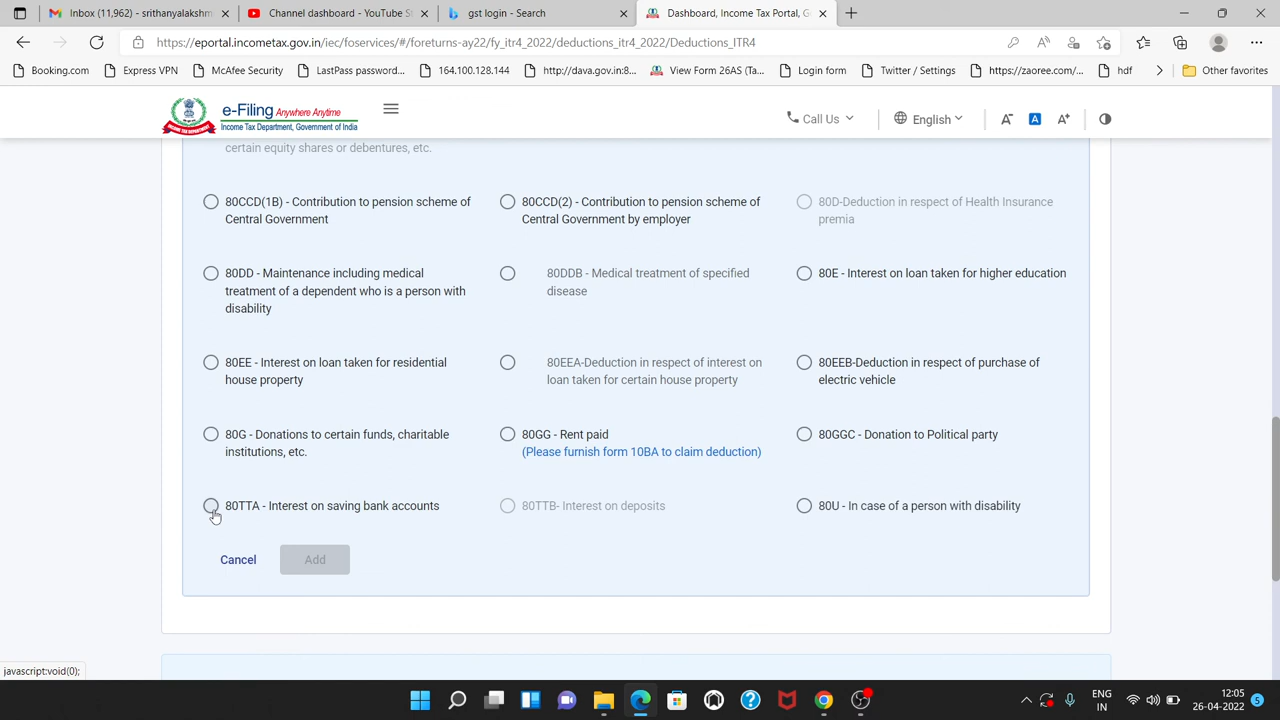 Inbox (11,962) - srithanyalakshm
Channel dashboard - YouTube St
gst login - Search
Dashboard, Income Tax Portal, G
https://eportal.incometax.gov.in/iec/foservices/#/foreturns-ay22/fy_itr4_2022/deductions_itr4_2022/Deductions_ITR4
Booking.com
Express VPN
McAfee Security
LastPass password...
164.100.128.144
http://dava.gov.in:8...
View Form 26AS (Ta...
Login form
Twitter / Settings
https://zaoree.com/...
hdf
Other favorites
e-Filing Anywhere Anytime
Income Tax Department, Government of India
Call Us
English
A-
A
A+
certain equity shares or debentures, etc.
80CCD(1B) - Contribution to pension scheme of
Central Government
80CCD(2) - Contribution to pension scheme of
Central Government by employer
80D-Deduction in respect of Health Insurance
premia
80DD - Maintenance including medical
treatment of a dependent who is a person with
disability
80DDB - Medical treatment of specified
disease
80E - Interest on loan taken for higher education
80EE - Interest on loan taken for residential
house property
80EEA-Deduction in respect of interest on
loan taken for certain house property
80EEB-Deduction in respect of purchase of
electric vehicle
80G - Donations to certain funds, charitable
institutions, etc.
80GG - Rent paid
(Please furnish form 10BA to claim deduction)
80GGC - Donation to Political party
80TTA - Interest on saving bank accounts
80TTB- Interest on deposits
80U - In case of a person with disability
Cancel
Add
javascript:void(0);
ENG
IN
12:05
26-04-2022
5